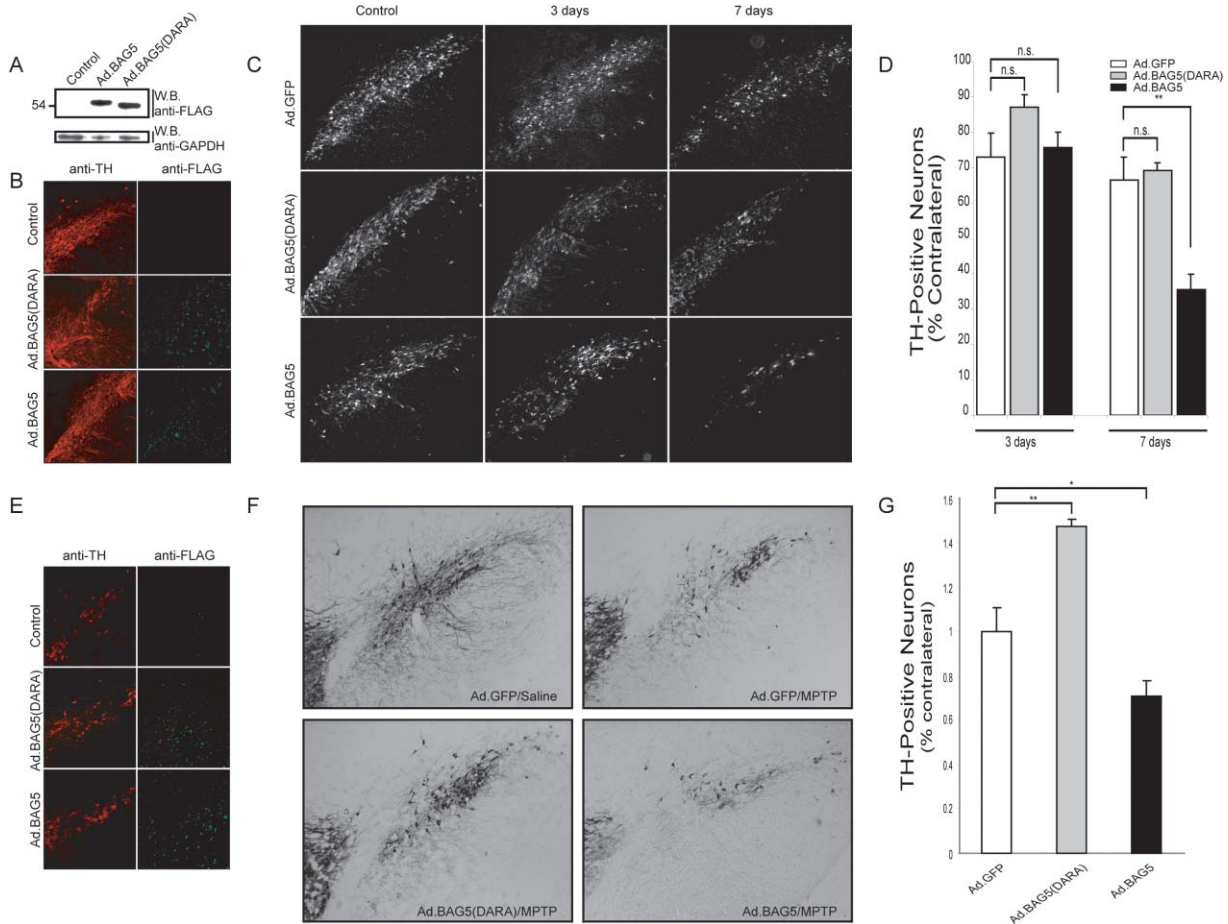 A
Control
Ad.BAG5
Ad.BAG5(DARA)
54
W.B.
anti-FLAG
W.B.
anti-GAPDH
B
anti-TH
anti-FLAG
Control
Ad.BAG5(DARA)
Ad.BAG5
C
Control
3 days
7 days
Ad.GFP
Ad.BAG5(DARA)
Ad.BAG5
D
TH-Positive Neurons
(% Contralateral)
100
90
80
70
60
50
40
30
20
10
0
n.s.
n.s.
Ad.GFP
Ad.BAG5(DARA)
Ad.BAG5
**
n.s.
3 days
7 days
E
anti-TH
anti-FLAG
Control
Ad.BAG5(DARA)
Ad.BAG5
F
Ad.GFP/Saline
Ad.GFP/MPTP
Ad.BAG5(DARA)/MPTP
Ad.BAG5/MPTP
G
TH-Positive Neurons
(% contralateral)
1.6
1.4
1.2
1
0.8
0.6
0.4
0.2
0
*
**
Ad.GFP
Ad.BAG5(DARA)
Ad.BAG5